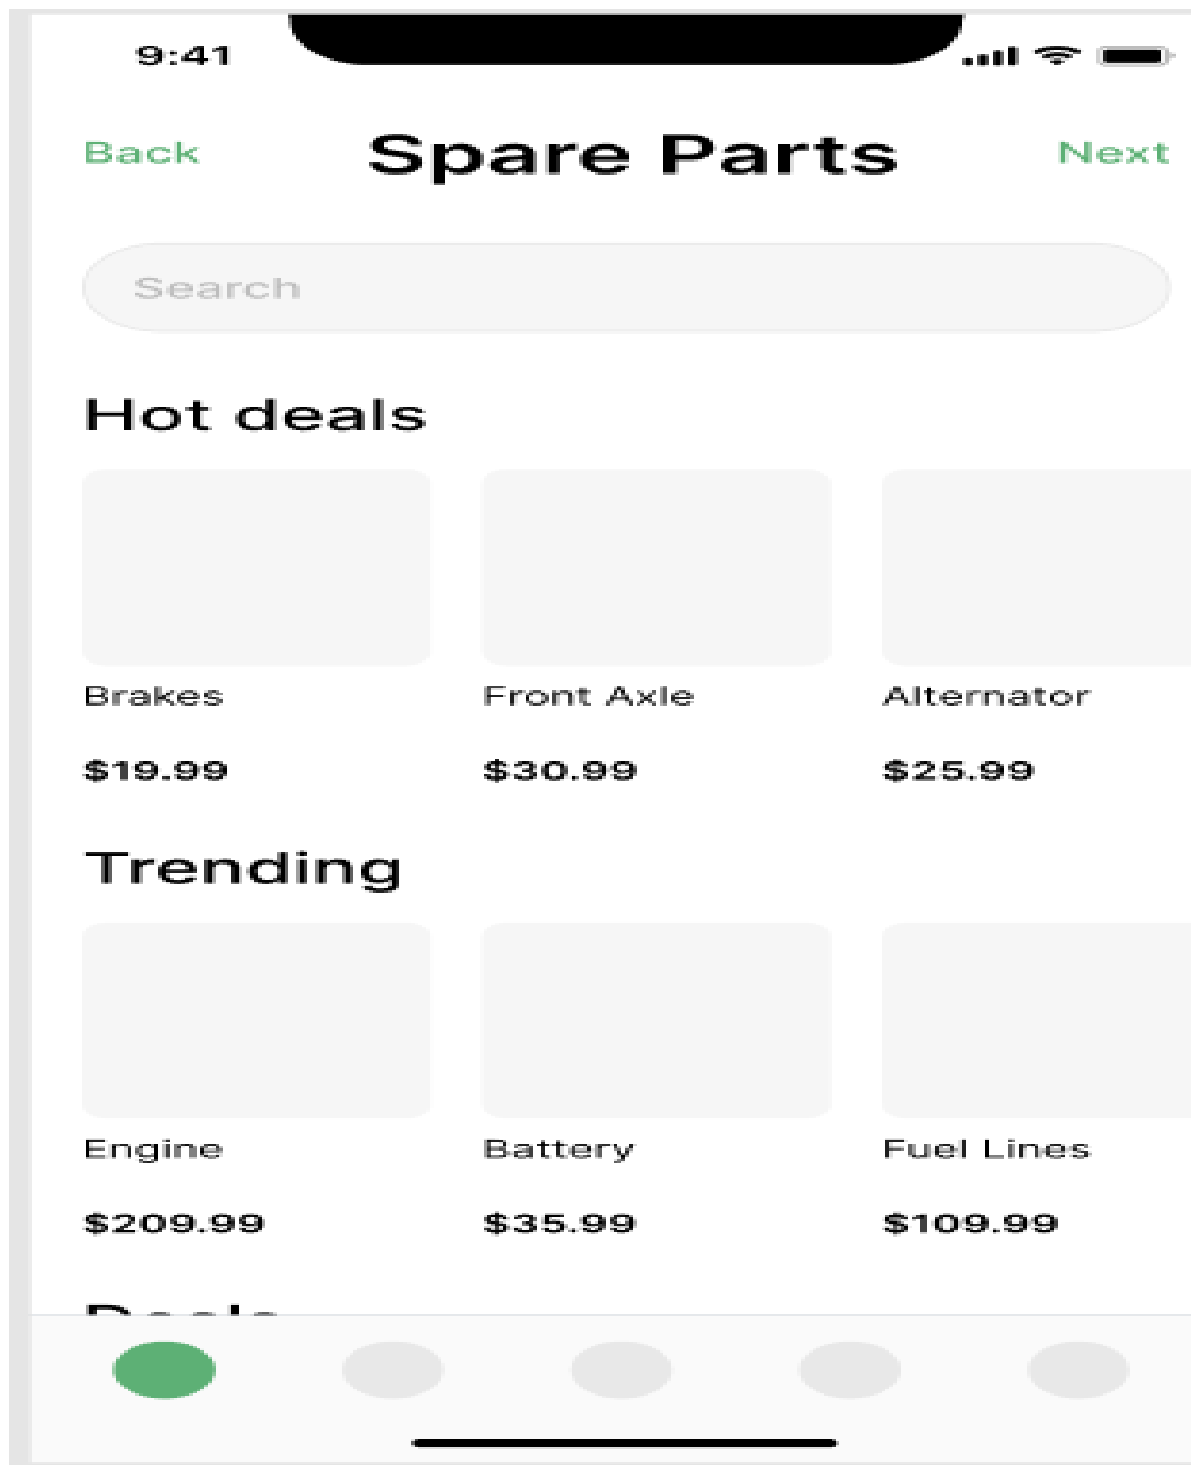 9:41
Back Spare Parts Next
Search
Hot deals
Brakes Front Axle Alternator
$19.99 $30.99 $25.99
Trending
Engine Battery Fuel Lines
$209.99 $35.99 $109.99
Deals